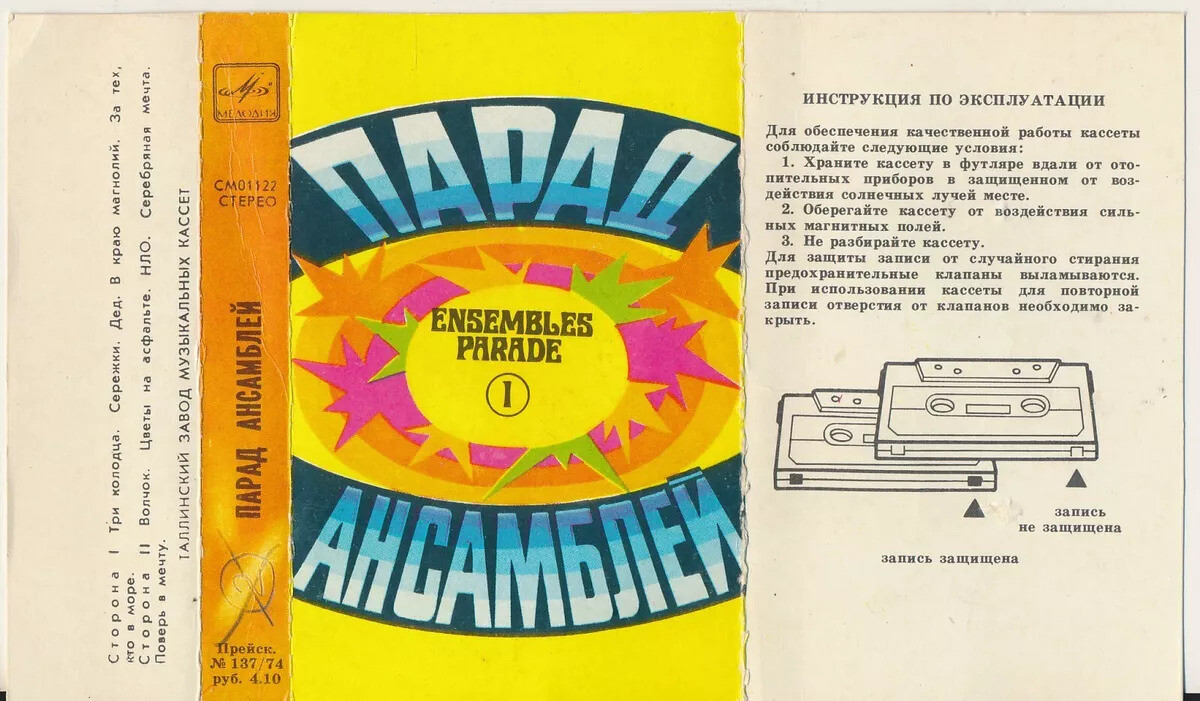 Сторона I Три колодца. Сережки. Дед. В краю магнолий. За тех,
кто в море.
Сторона II Волчок. Цветы на асфальте. НЛО. Серебряная мечта.
Поверь в мечту.
ТАЛЛИНСКИЙ ЗАВОД МУЗЫКАЛЬНЫХ КАССЕТ
МЕЛОДИЯ
СМ01122
СТЕРЕО
ПАРАД АНСАМБЛЕЙ
Прейск.
№ 137/74
руб. 4.10
ПАРАД
ENSEMBLES
PARADE
1
АНСАМБЛЕЙ
ИНСТРУКЦИЯ ПО ЭКСПЛУАТАЦИИ
Для обеспечения качественной работы кассеты
соблюдайте следующие условия:
1. Храните кассету в футляре вдали от ото-
пительных приборов в защищенном от воз-
действия солнечных лучей месте.
2. Оберегайте кассету от воздействия силь-
ных магнитных полей.
3. Не разбирайте кассету.
Для защиты записи от случайного стирания
предохранительные клапаны выламываются.
При использовании кассеты для повторной
записи отверстия от клапанов необходимо за-
крыть.
запись
не защищена
запись защищена